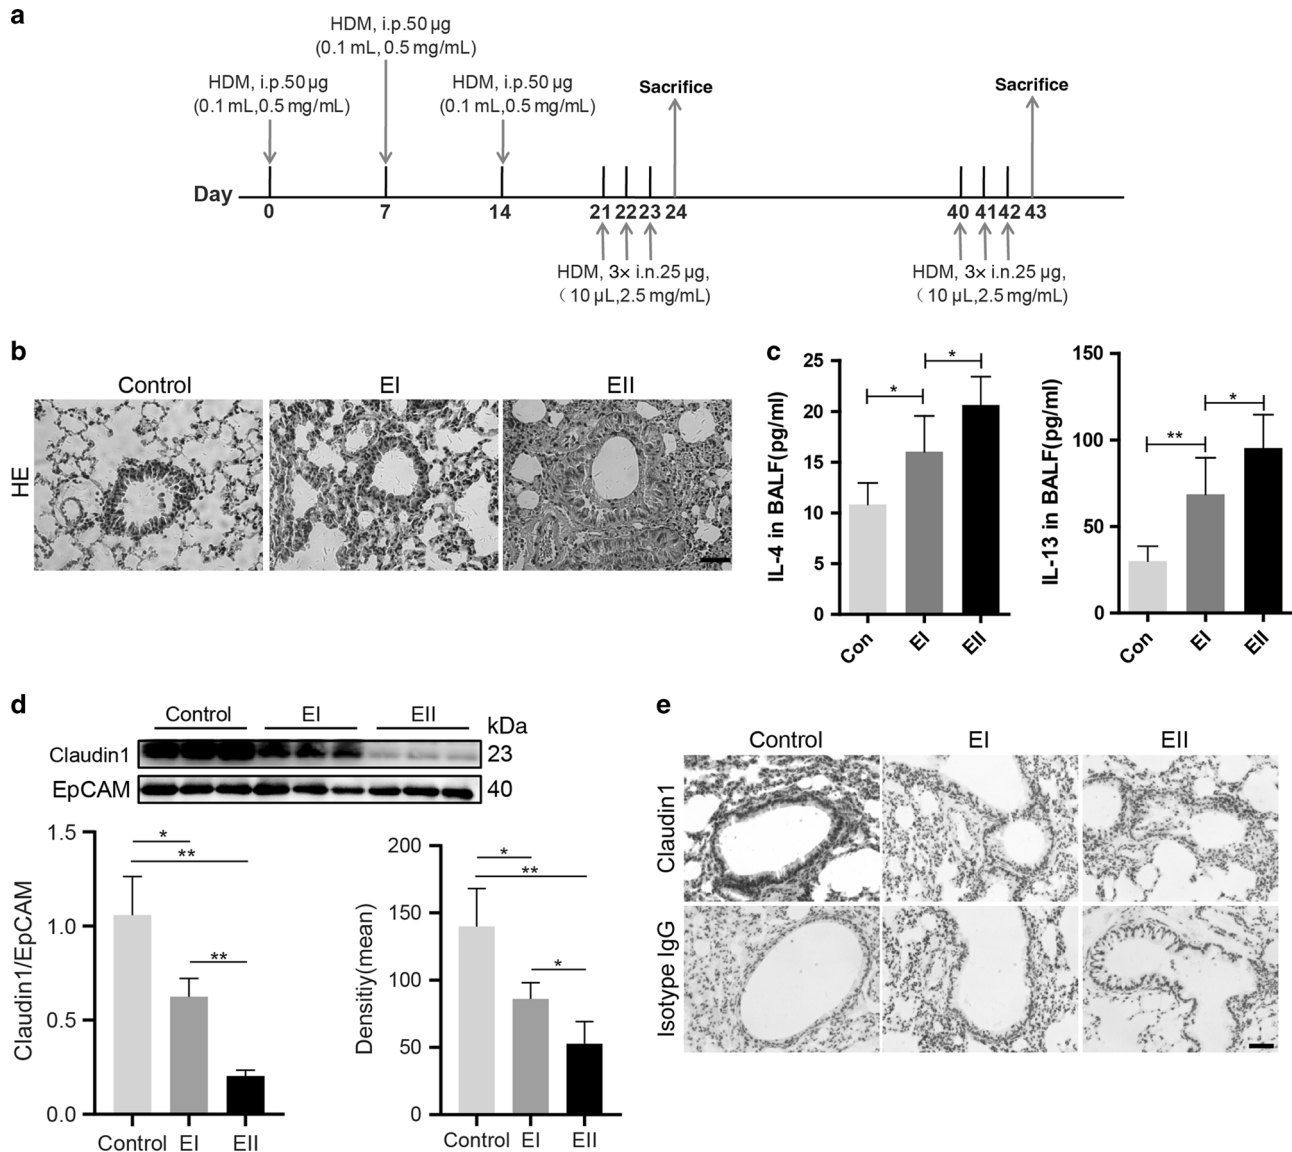 a
HDM, i.p.50 µg
(0.1 mL, 0.5 mg/mL)
HDM, i.p.50 µg
(0.1 mL,0.5 mg/mL)
HDM, i.p.50 µg
(0.1 mL,0.5 mg/mL)
Sacrifice
Sacrifice
Day
0 7 14 21 22 23 24 40 41 42 43
HDM, 3× i.n.25 µg,
( 10 µL,2.5 mg/mL)
HDM, 3× i.n.25 µg,
( 10 µL,2.5 mg/mL)
b
Control EI EII
HE
c
IL-4 in BALF(pg/ml)
25
20
15
10
5
0
* *
Con EI EII
IL-13 in BALF(pg/ml)
150
100
50
0
** *
Con EI EII
d
Control EI EII kDa
Claudin1 23
EpCAM 40
Claudin1/EpCAM
1.5
1.0
0.5
0.0
*
**
**
Control EI EII
Densitiy(mean)
200
150
100
50
0
*
**
*
Control EI EII
e
Control EI EII
Claudin1
Isotype IgG